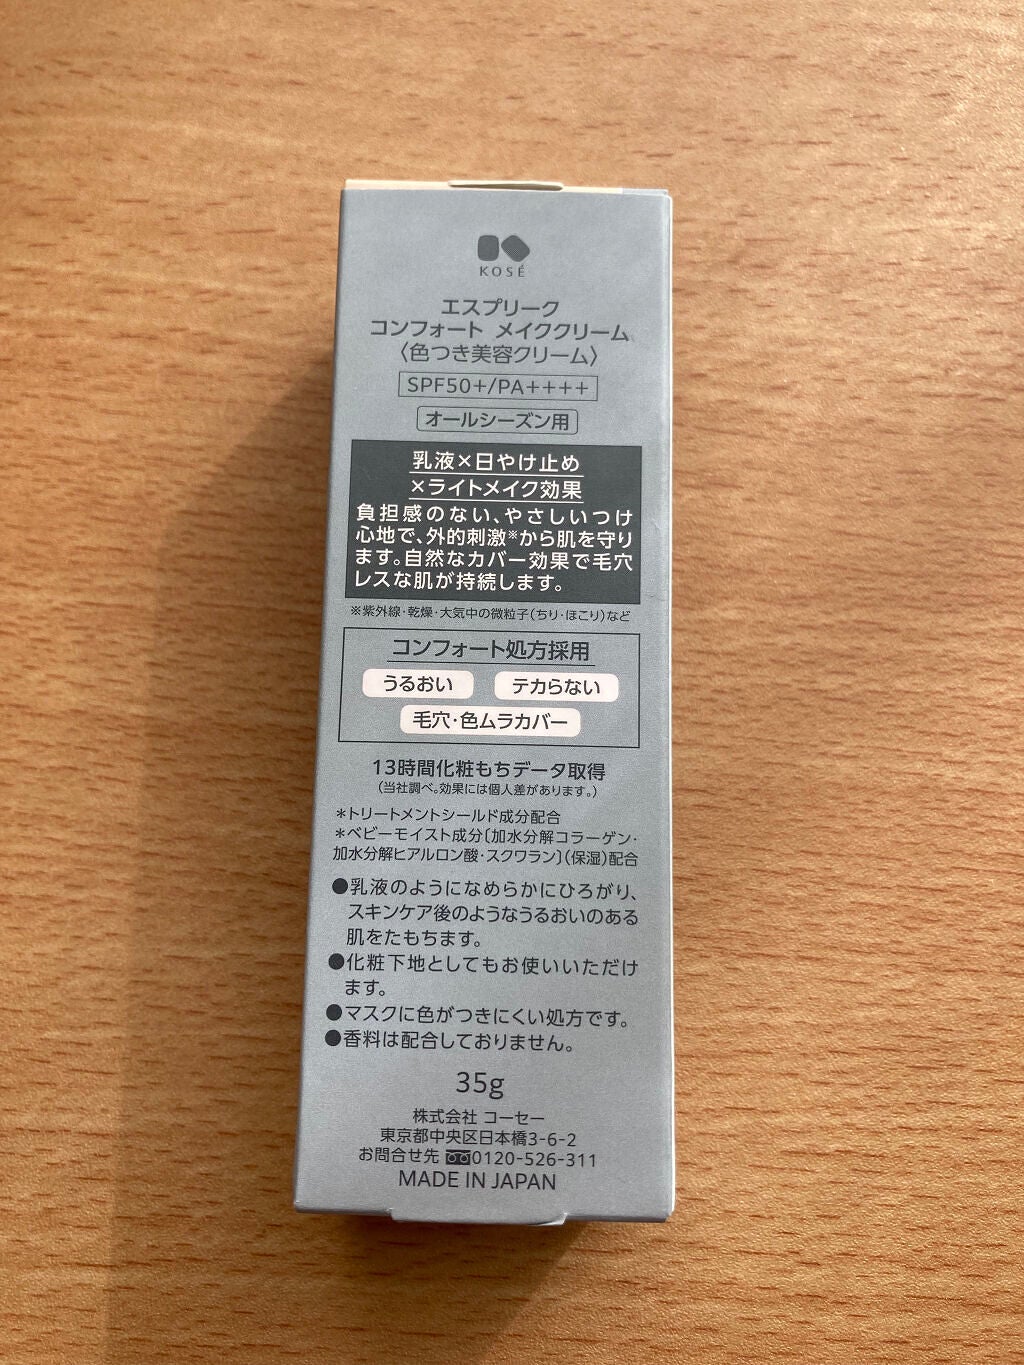 KOSÉ
エスプリーク
コンフォート メイククリーム
〈色つき美容クリーム〉
SPF50+/PA++++
オールシーズン用
乳液×日やけ止め
×ライトメイク効果
負担感のない、やさしいつけ
心地で、外的刺激※から肌を守り
ます。自然なカバー効果で毛穴
レスな肌が持続します。
※紫外線・乾燥・大気中の微粒子(ちり・ほこり)など
コンフォート処方採用
うるおい テカらない
毛穴・色ムラカバー
13時間化粧もちデータ取得
(当社調べ。効果には個人差があります。)
＊トリートメントシールド成分配合
＊ベビーモイスト成分〔加水分解コラーゲン・
加水分解ヒアルロン酸・スクワラン〕(保湿)配合
●乳液のようになめらかにひろがり、
スキンケア後のようなうるおいのある
肌をたもちます。
●化粧下地としてもお使いいただけ
ます。
●マスクに色がつきにくい処方です。
●香料は配合しておりません。
35g
株式会社 コーセー
東京都中央区日本橋3-6-2
お問合せ先 0120-526-311
MADE IN JAPAN